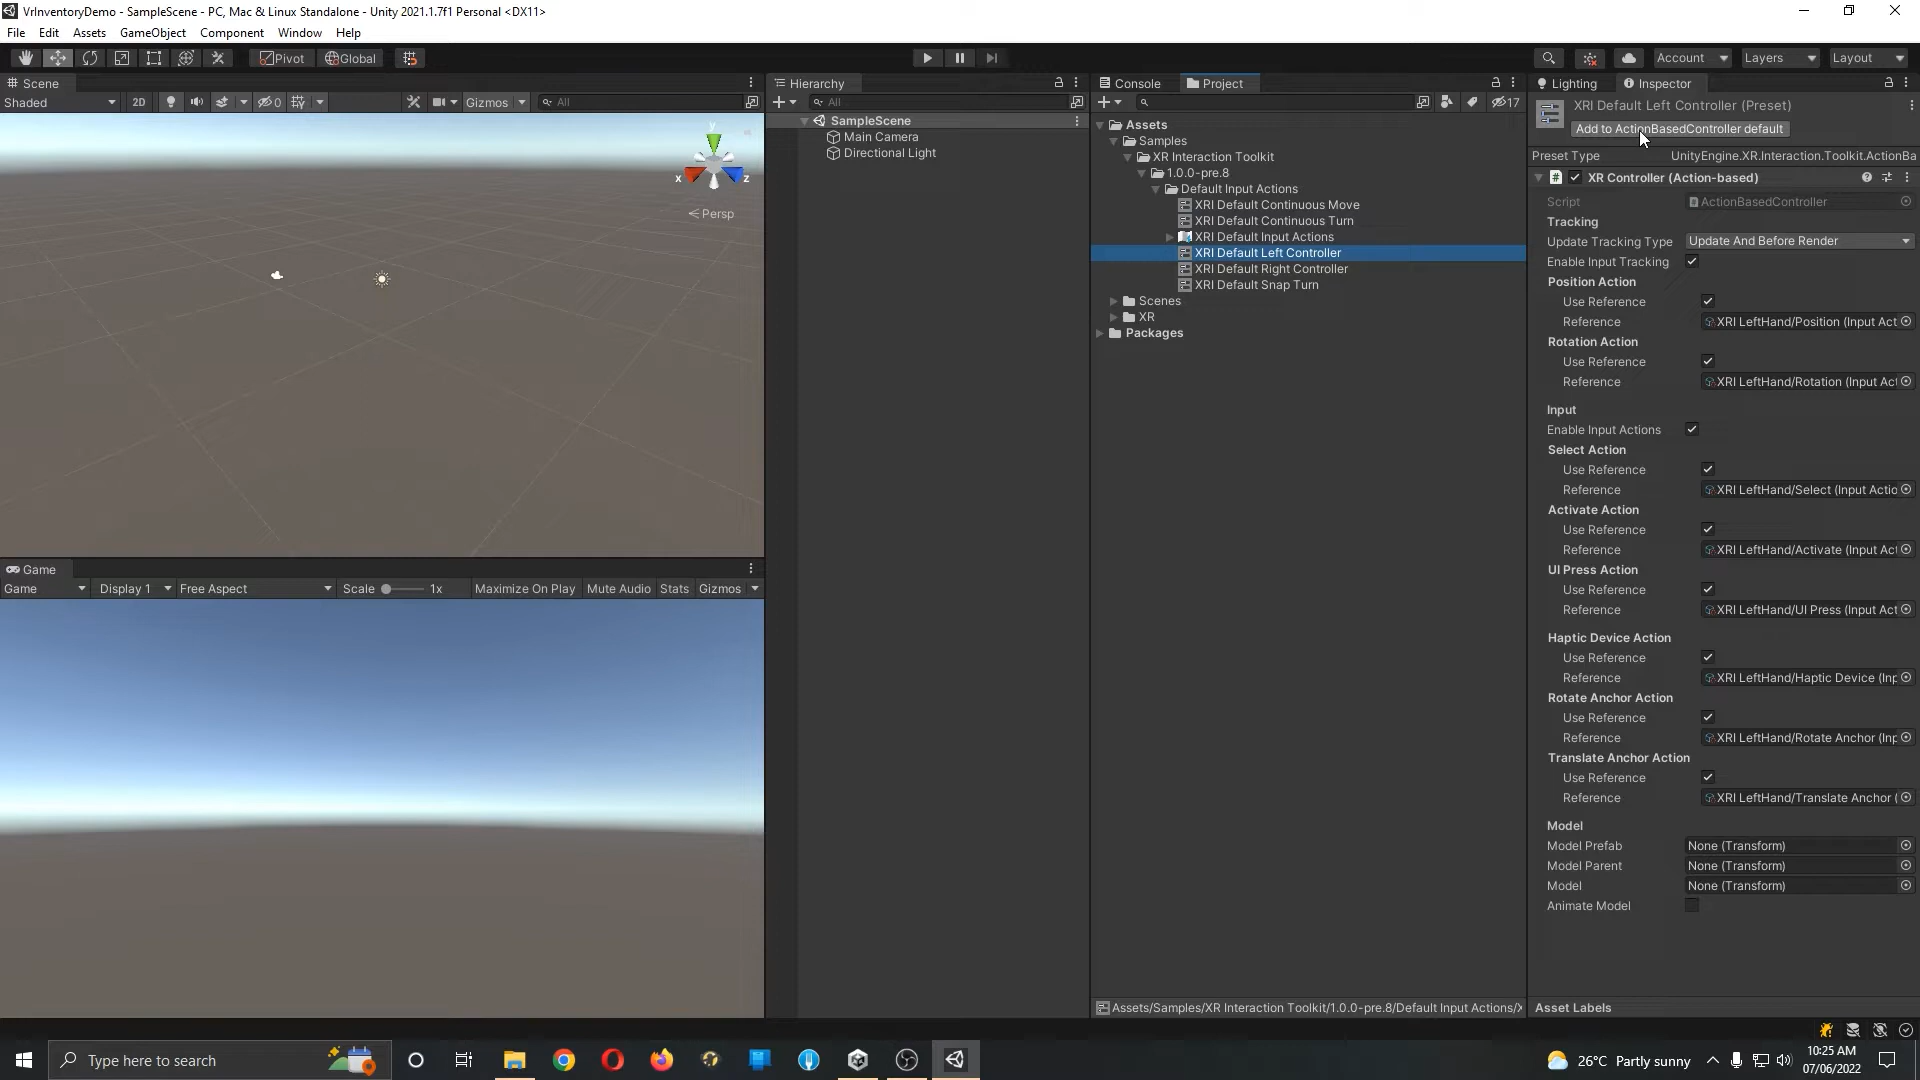 VrInventoryDemo - SampleScene - PC, Mac & Linux Standalone - Unity 2021.1.7f1 Personal <DX11>
File Edit Assets GameObject Component Window Help
Pivot Global Account Layers Layout
Scene
Shaded 2D 0 Gizmos All
y
x z
Persp
Game
Game Display 1 Free Aspect Scale 1x Maximize On Play Mute Audio Stats Gizmos
Hierarchy
All
SampleScene
Main Camera
Directional Light
Console Project
17
Assets
Samples
XR Interaction Toolkit
1.0.0-pre.8
Default Input Actions
XRI Default Continuous Move
XRI Default Continuous Turn
XRI Default Input Actions
XRI Default Left Controller
XRI Default Right Controller
XRI Default Snap Turn
Scenes
XR
Packages
Assets/Samples/XR Interaction Toolkit/1.0.0-pre.8/Default Input Actions/X
Lighting Inspector
XRI Default Left Controller (Preset)
Add to ActionBasedController default
Preset Type UnityEngine.XR.Interaction.Toolkit.ActionBa
XR Controller (Action-based)
Script ActionBasedController
Tracking
Update Tracking Type Update And Before Render
Enable Input Tracking
Position Action
Use Reference
Reference XRI LeftHand/Position (Input Act
Rotation Action
Use Reference
Reference XRI LeftHand/Rotation (Input Act
Input
Enable Input Actions
Select Action
Use Reference
Reference XRI LeftHand/Select (Input Actio
Activate Action
Use Reference
Reference XRI LeftHand/Activate (Input Act
UI Press Action
Use Reference
Reference XRI LeftHand/UI Press (Input Act
Haptic Device Action
Use Reference
Reference XRI LeftHand/Haptic Device (Inp
Rotate Anchor Action
Use Reference
Reference XRI LeftHand/Rotate Anchor (Inp
Translate Anchor Action
Use Reference
Reference XRI LeftHand/Translate Anchor (
Model
Model Prefab None (Transform)
Model Parent None (Transform)
Model None (Transform)
Animate Model
Asset Labels
Type here to search
26°C Partly sunny
10:25 AM
07/06/2022